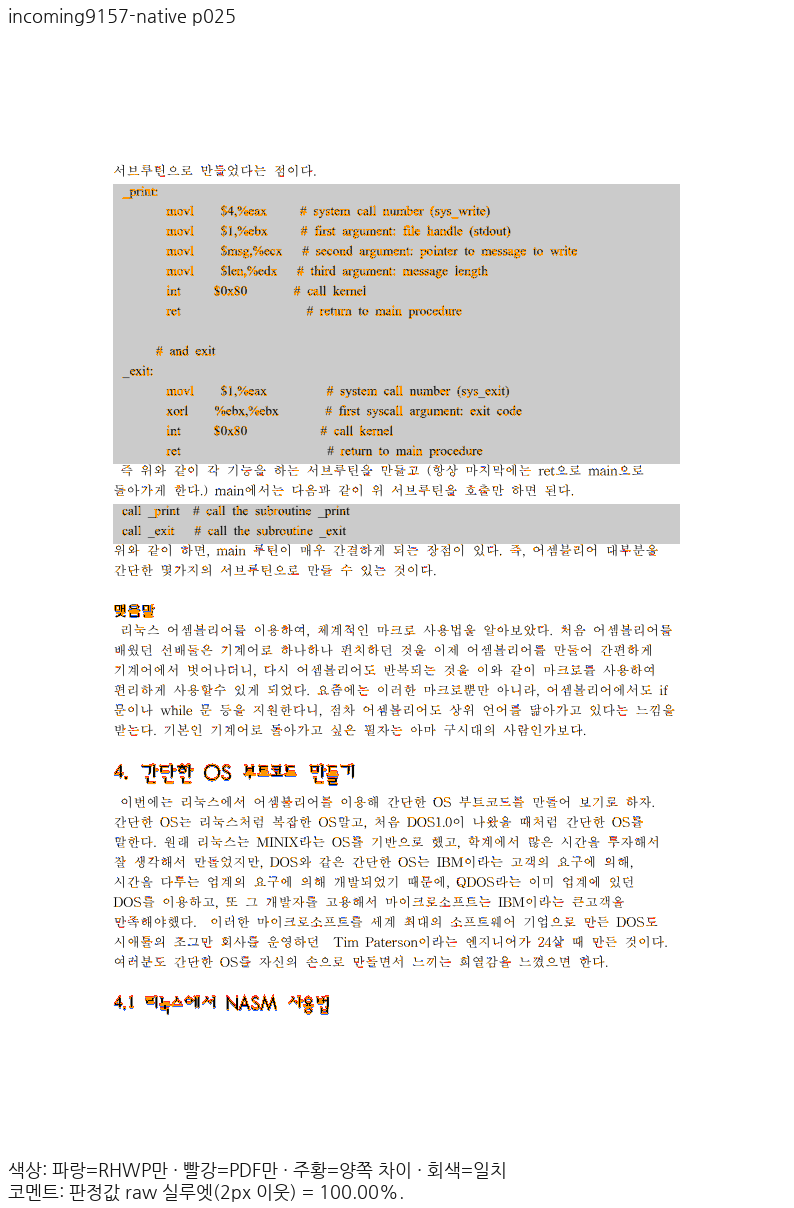 incoming9157-native p025
서브루틴으로 만들었다는 점이다.
_print:
movl $4,%eax # system call number (sys_write)
movl $1,%ebx # first argument: file handle (stdout)
movl $msg,%ecx # second argument: pointer to message to write
movl $len,%edx # third argument: message length
int $0x80 # call kernel
ret # return to main procedure
# and exit
_exit:
movl $1,%eax # system call number (sys_exit)
xorl %ebx,%ebx # first syscall argument: exit code
int $0x80 # call kernel
ret # return to main procedure
즉 위와 같이 각 기능을 하는 서브루틴을 만들고 (항상 마지막에는 ret으로 main으로
돌아가게 한다.) main에서는 다음과 같이 위 서브루틴을 호출만 하면 된다.
call _print # call the subroutine _print
call _exit # call the subroutine _exit
위와 같이 하면, main 루틴이 매우 간결하게 되는 장점이 있다. 즉, 어셈블리어 대부분을
간단한 몇가지의 서브루틴으로 만들 수 있는 것이다.
맺음말
리눅스 어셈블리어를 이용하여, 체계적인 마크로 사용법을 알아보았다. 처음 어셈블리어를
배웠던 선배들은 기계어로 하나하나 펀치하던 것을 이제 어셈블리어를 만들어 간편하게
기계어에서 벗어나더니, 다시 어셈블리어도 반복되는 것을 이와 같이 마크로를 사용하여
편리하게 사용할수 있게 되었다. 요즘에는 이러한 마크로뿐만 아니라, 어셈블리어에서도 if
문이나 while 문 등을 지원한다니, 점차 어셈블리어도 상위 언어를 닮아가고 있다는 느낌을
받는다. 기본인 기계어로 돌아가고 싶은 필자는 아마 구시대의 사람인가보다.
4. 간단한 OS 부트코드 만들기
이번에는 리눅스에서 어셈블리어를 이용해 간단한 OS 부트코드를 만들어 보기로 하자.
간단한 OS는 리눅스처럼 복잡한 OS말고, 처음 DOS1.0이 나왔을 때처럼 간단한 OS를
말한다. 원래 리눅스는 MINIX라는 OS를 기반으로 했고, 학계에서 많은 시간을 투자해서
잘 생각해서 만들었지만, DOS와 같은 간단한 OS는 IBM이라는 고객의 요구에 의해,
시간을 다투는 업계의 요구에 의해 개발되었기 때문에, QDOS라는 이미 업계에 있던
DOS를 이용하고, 또 그 개발자를 고용해서 마이크로소프트는 IBM이라는 큰고객을
만족해야했다. 이러한 마이크로소프트를 세계 최대의 소프트웨어 기업으로 만든 DOS도
시애틀의 조그만 회사를 운영하던 Tim Paterson이라는 엔지니어가 24살 때 만든 것이다.
여러분도 간단한 OS를 자신의 손으로 만들면서 느끼는 희열감을 느꼈으면 한다.
4.1 리눅스에서 NASM 사용법
색상: 파랑=RHWP만 · 빨강=PDF만 · 주황=양쪽 차이 · 회색=일치
코멘트: 판정값 raw 실루엣(2px 이웃) = 100.00%.